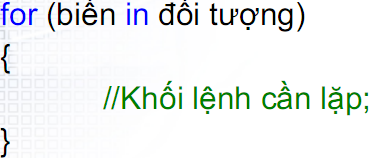 for (biến in đối tượng)
{
//Khối lệnh cần lặp;
}